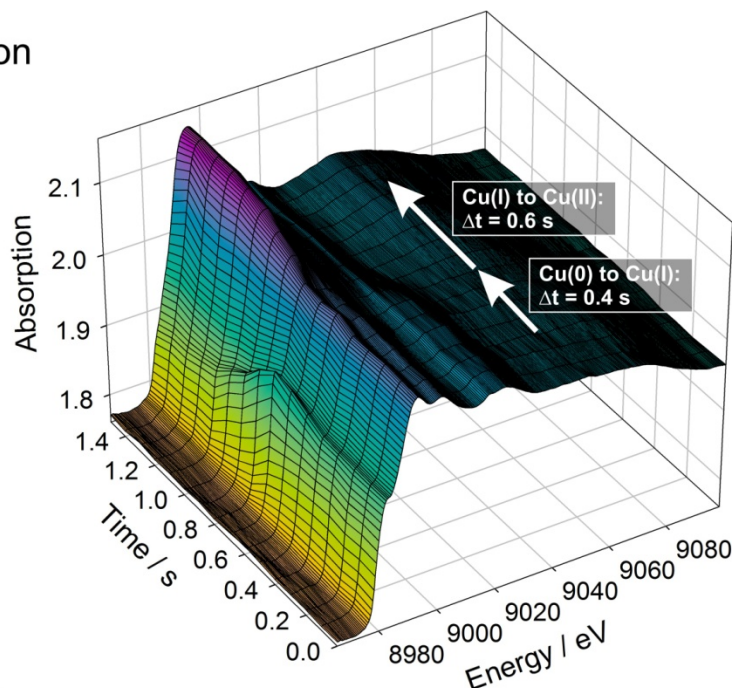 on
Cu(I) to Cu(II):
Δt = 0.6 s
Cu(0) to Cu(I):
Δt = 0.4 s
Absorption
2.1
2.0
1.9
1.8
1.4
1.2
1.0
0.8
0.6
0.4
0.2
0.0
Time / s
8980
9000
9020
9040
9060
9080
Energy / eV